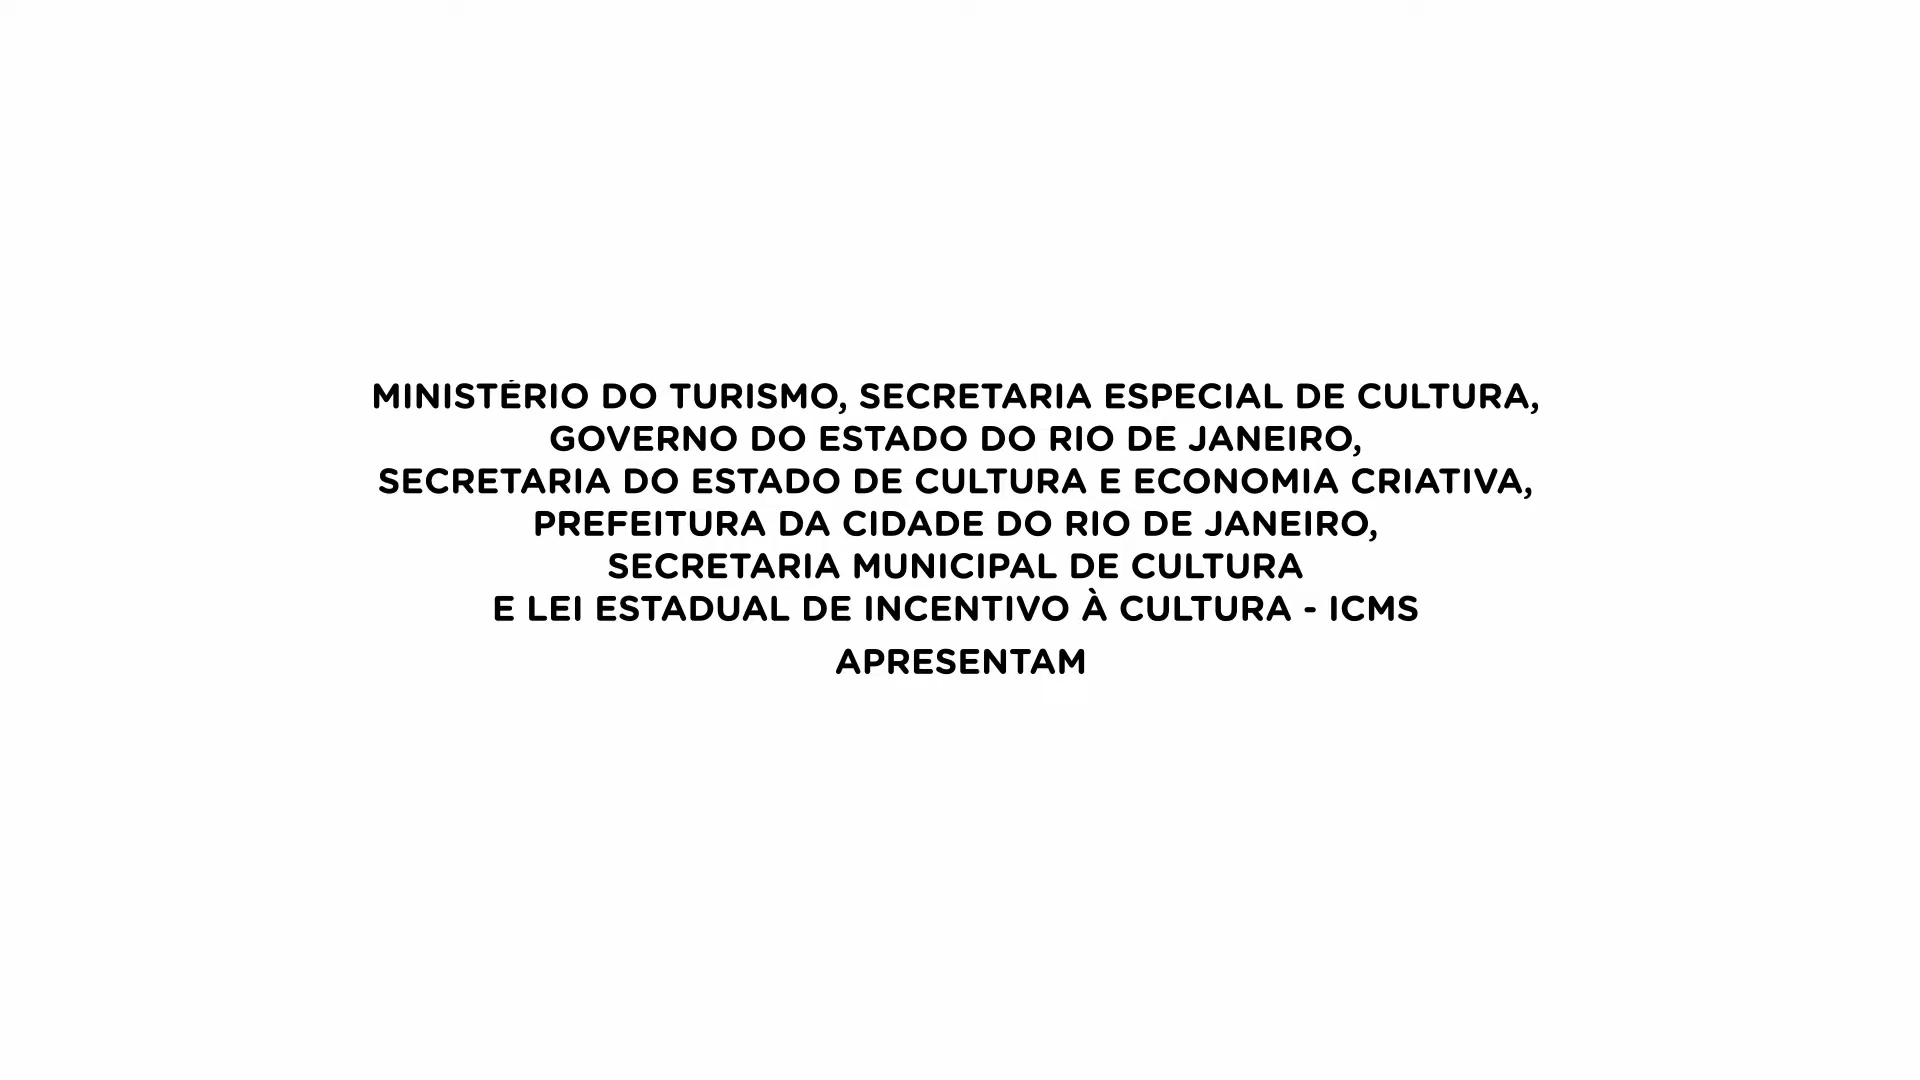 MINISTÉRIO DO TURISMO, SECRETARIA ESPECIAL DE CULTURA,
GOVERNO DO ESTADO DO RIO DE JANEIRO,
SECRETARIA DO ESTADO DE CULTURA E ECONOMIA CRIATIVA,
PREFEITURA DA CIDADE DO RIO DE JANEIRO,
SECRETARIA MUNICIPAL DE CULTURA
E LEI ESTADUAL DE INCENTIVO À CULTURA - ICMS
APRESENTAM